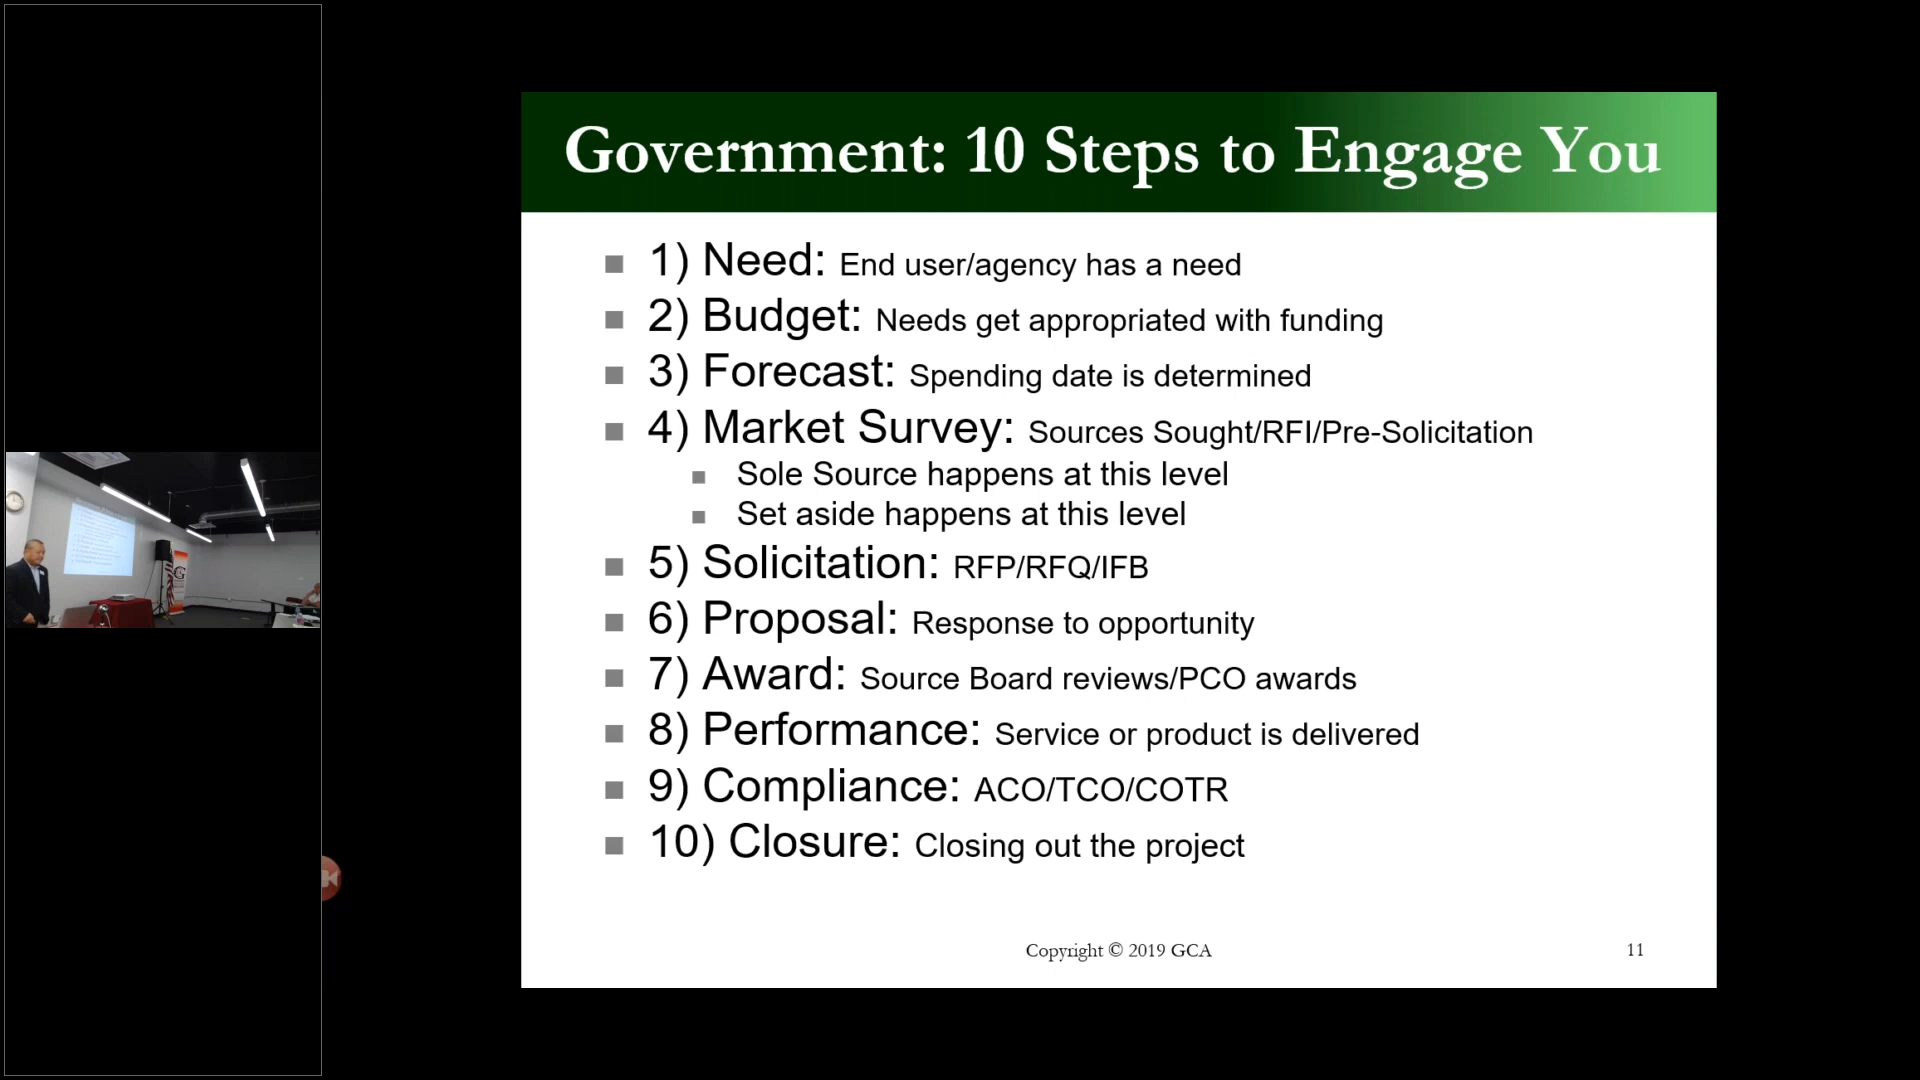 Government: 10 Steps to Engage You
1) Need: End user/agency has a need
2) Budget: Needs get appropriated with funding
3) Forecast: Spending date is determined
4) Market Survey: Sources Sought/RFI/Pre-Solicitation
Sole Source happens at this level
Set aside happens at this level
5) Solicitation: RFP/RFQ/IFB
6) Proposal: Response to opportunity
7) Award: Source Board reviews/PCO awards
8) Performance: Service or product is delivered
9) Compliance: ACO/TCO/COTR
10) Closure: Closing out the project
Copyright © 2019 GCA
11